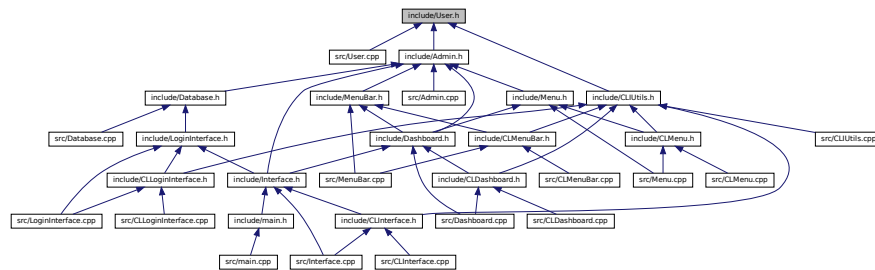 include/User.h
src/User.cpp
include/Admin.h
include/Database.h
include/MenuBar.h
src/Admin.cpp
include/Menu.h
include/CLIUtils.h
src/Database.cpp
include/LoginInterface.h
include/Dashboard.h
include/CLMenuBar.h
include/CLMenu.h
src/CLIUtils.cpp
include/CLLoginInterface.h
include/Interface.h
src/MenuBar.cpp
include/CLDashboard.h
src/CLMenuBar.cpp
src/Menu.cpp
src/CLMenu.cpp
src/LoginInterface.cpp
src/CLLoginInterface.cpp
include/main.h
include/CLInterface.h
src/Dashboard.cpp
src/CLDashboard.cpp
src/main.cpp
src/Interface.cpp
src/CLInterface.cpp